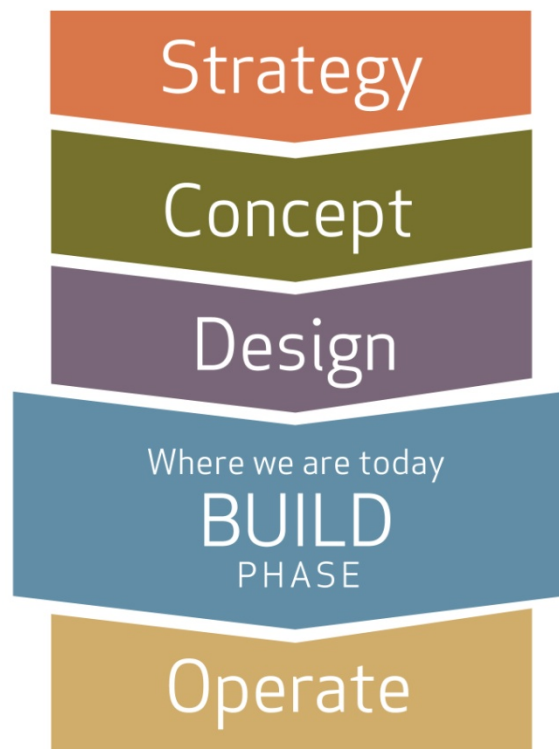 Strategy
Concept
Design
Where we are today
BUILD
PHASE
Operate